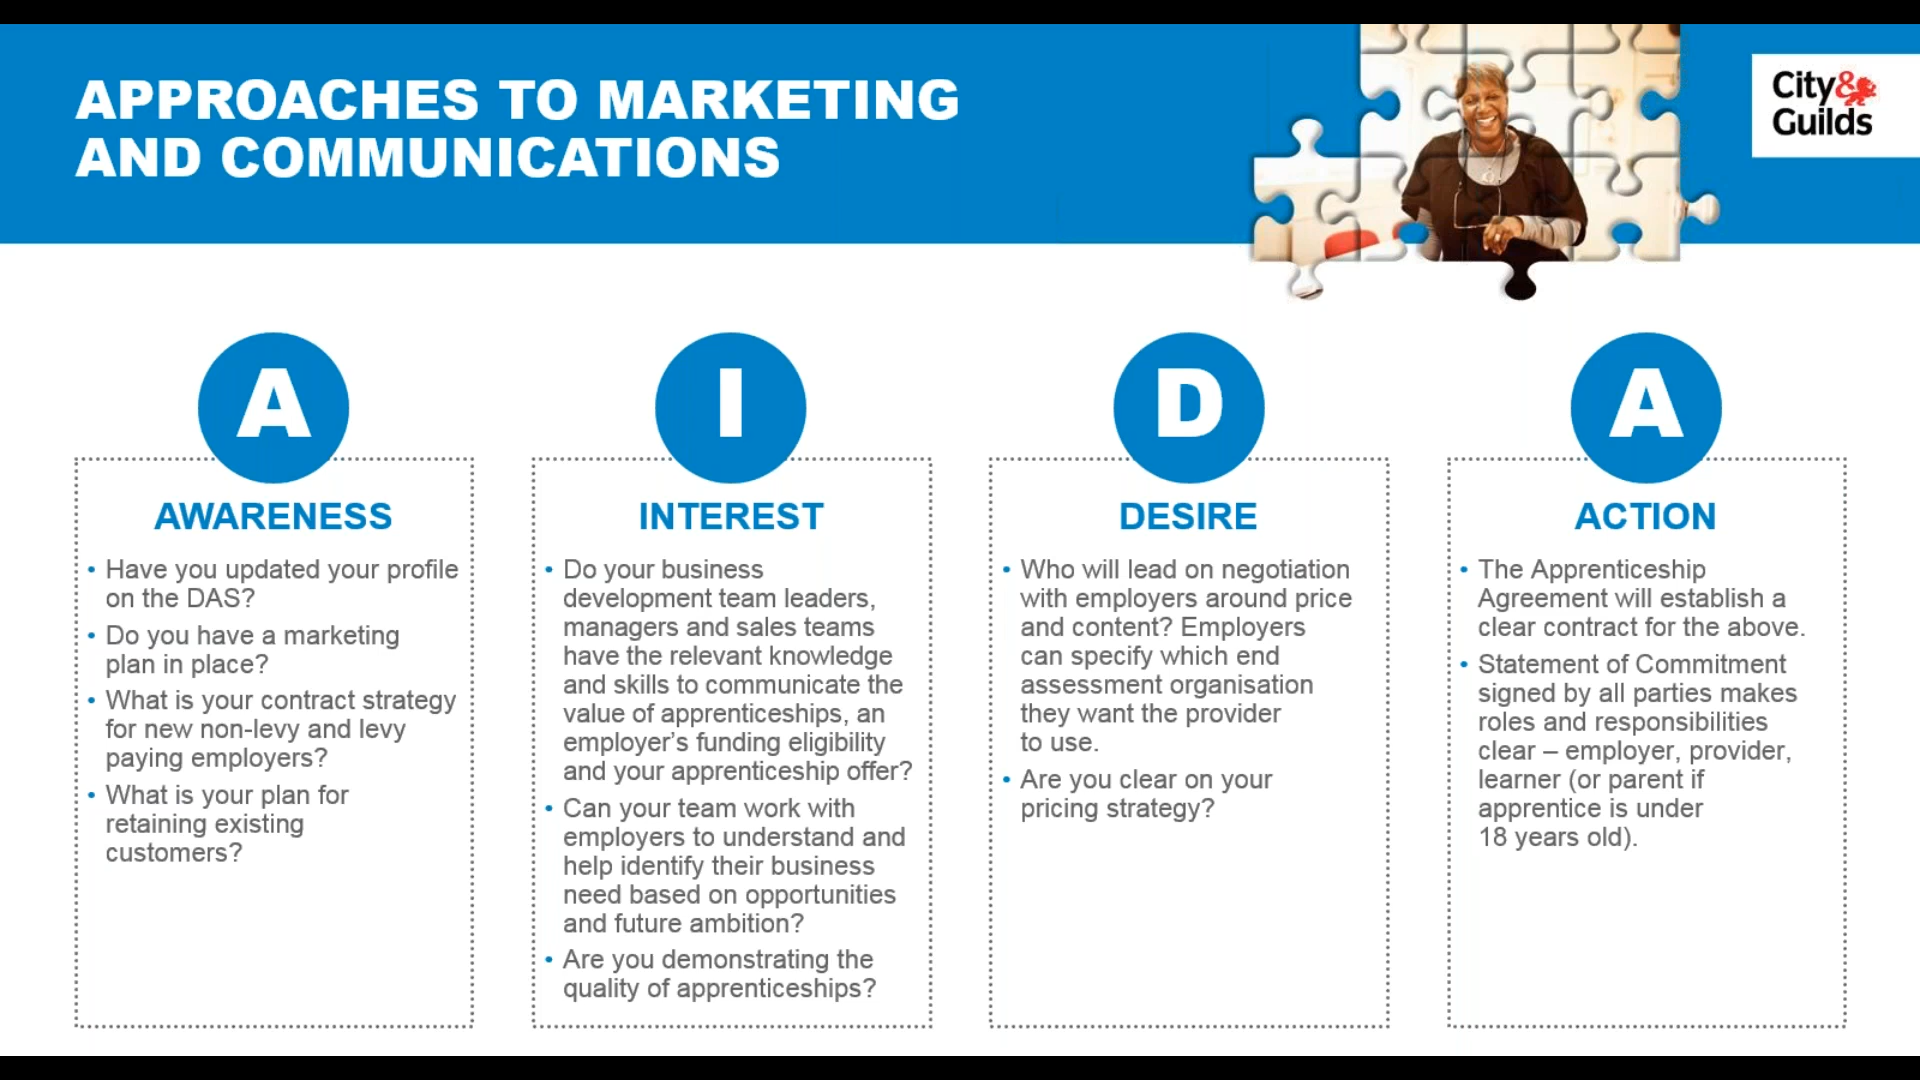 APPROACHES TO MARKETING
AND COMMUNICATIONS
City&
Guilds
A
AWARENESS
• Have you updated your profile
on the DAS?
• Do you have a marketing
plan in place?
• What is your contract strategy
for new non-levy and levy
paying employers?
• What is your plan for
retaining existing
customers?
I
INTEREST
• Do your business
development team leaders,
managers and sales teams
have the relevant knowledge
and skills to communicate the
value of apprenticeships, an
employer’s funding eligibility
and your apprenticeship offer?
• Can your team work with
employers to understand and
help identify their business
need based on opportunities
and future ambition?
• Are you demonstrating the
quality of apprenticeships?
D
DESIRE
• Who will lead on negotiation
with employers around price
and content? Employers
can specify which end
assessment organisation
they want the provider
to use.
• Are you clear on your
pricing strategy?
A
ACTION
• The Apprenticeship
Agreement will establish a
clear contract for the above.
• Statement of Commitment
signed by all parties makes
roles and responsibilities
clear – employer, provider,
learner (or parent if
apprentice is under
18 years old).